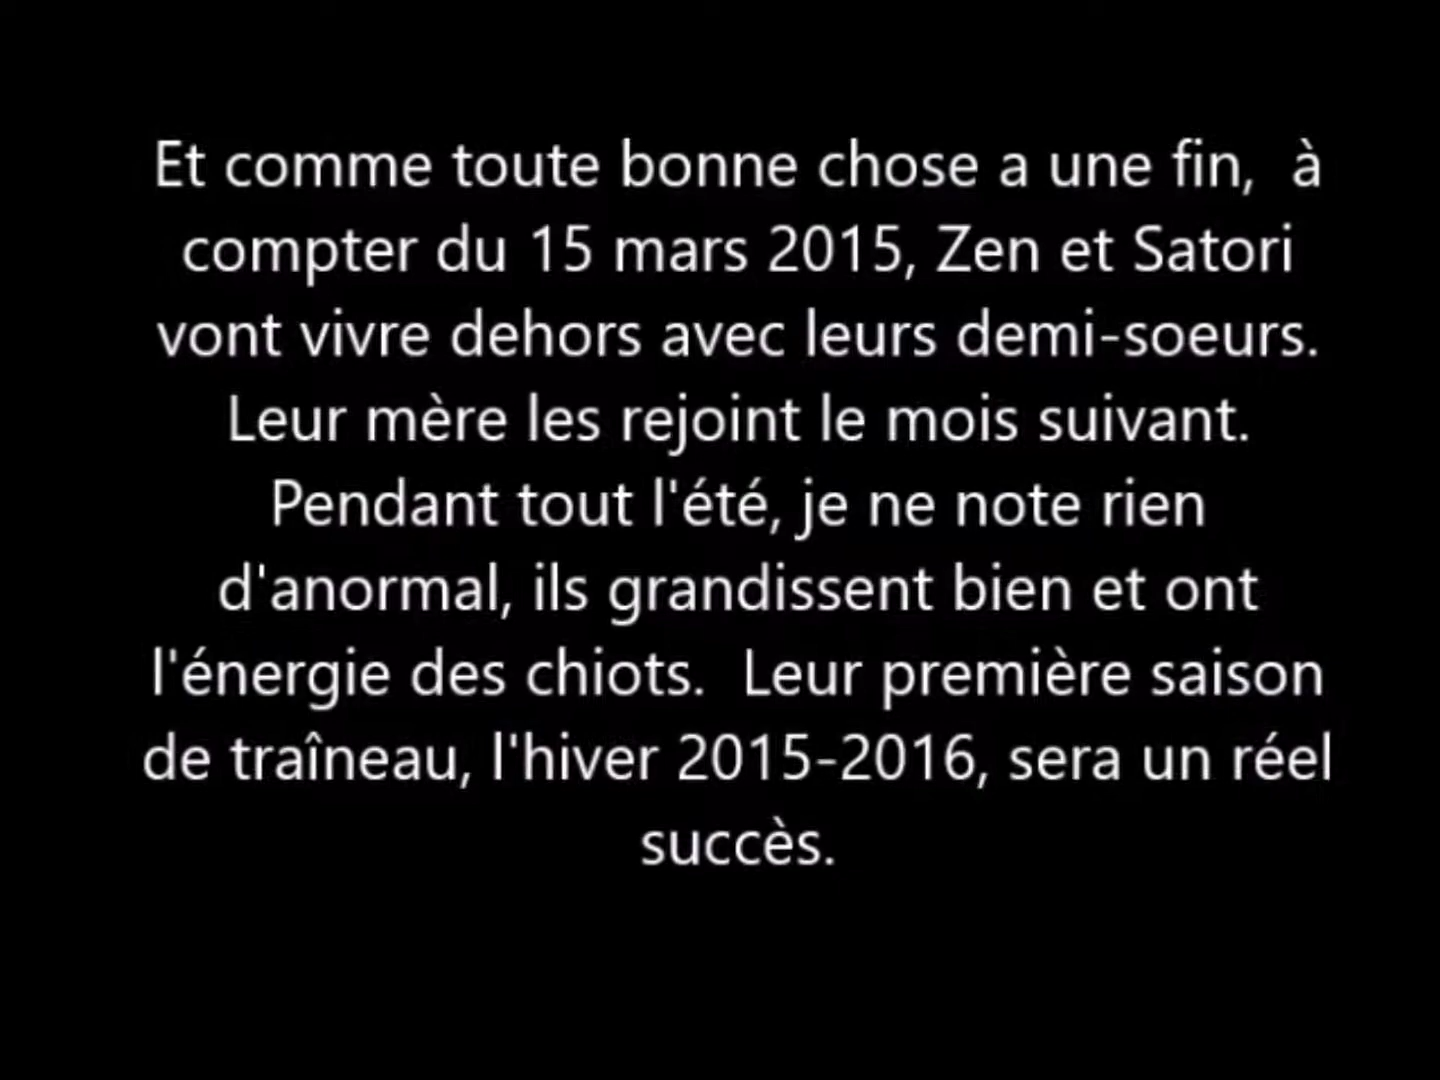 Et comme toute bonne chose a une fin,  à
compter du 15 mars 2015, Zen et Satori
vont vivre dehors avec leurs demi-soeurs.
Leur mère les rejoint le mois suivant.
Pendant tout l'été, je ne note rien
d'anormal, ils grandissent bien et ont
l'énergie des chiots.  Leur première saison
de traîneau, l'hiver 2015-2016, sera un réel
succès.